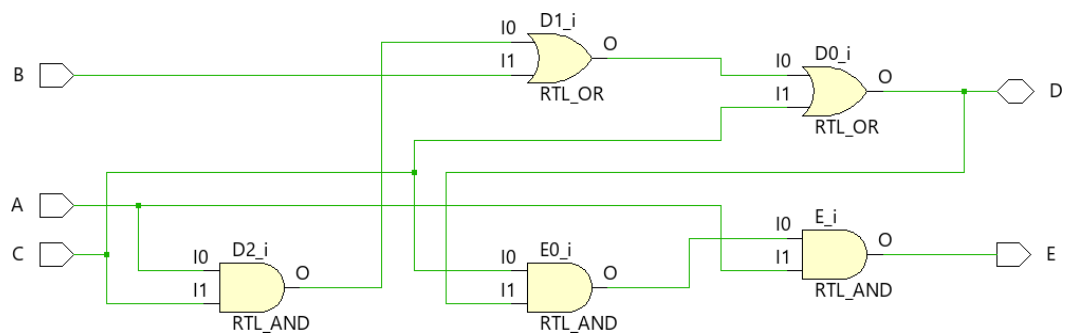 D1_i
I0
O
I1
B
RTL_OR
D0_i
I0
O
I1
D
RTL_OR
A
C
D2_i
I0
O
I1
RTL_AND
E0_i
I0
O
I1
RTL_AND
E_i
I0
O
I1
E
RTL_AND